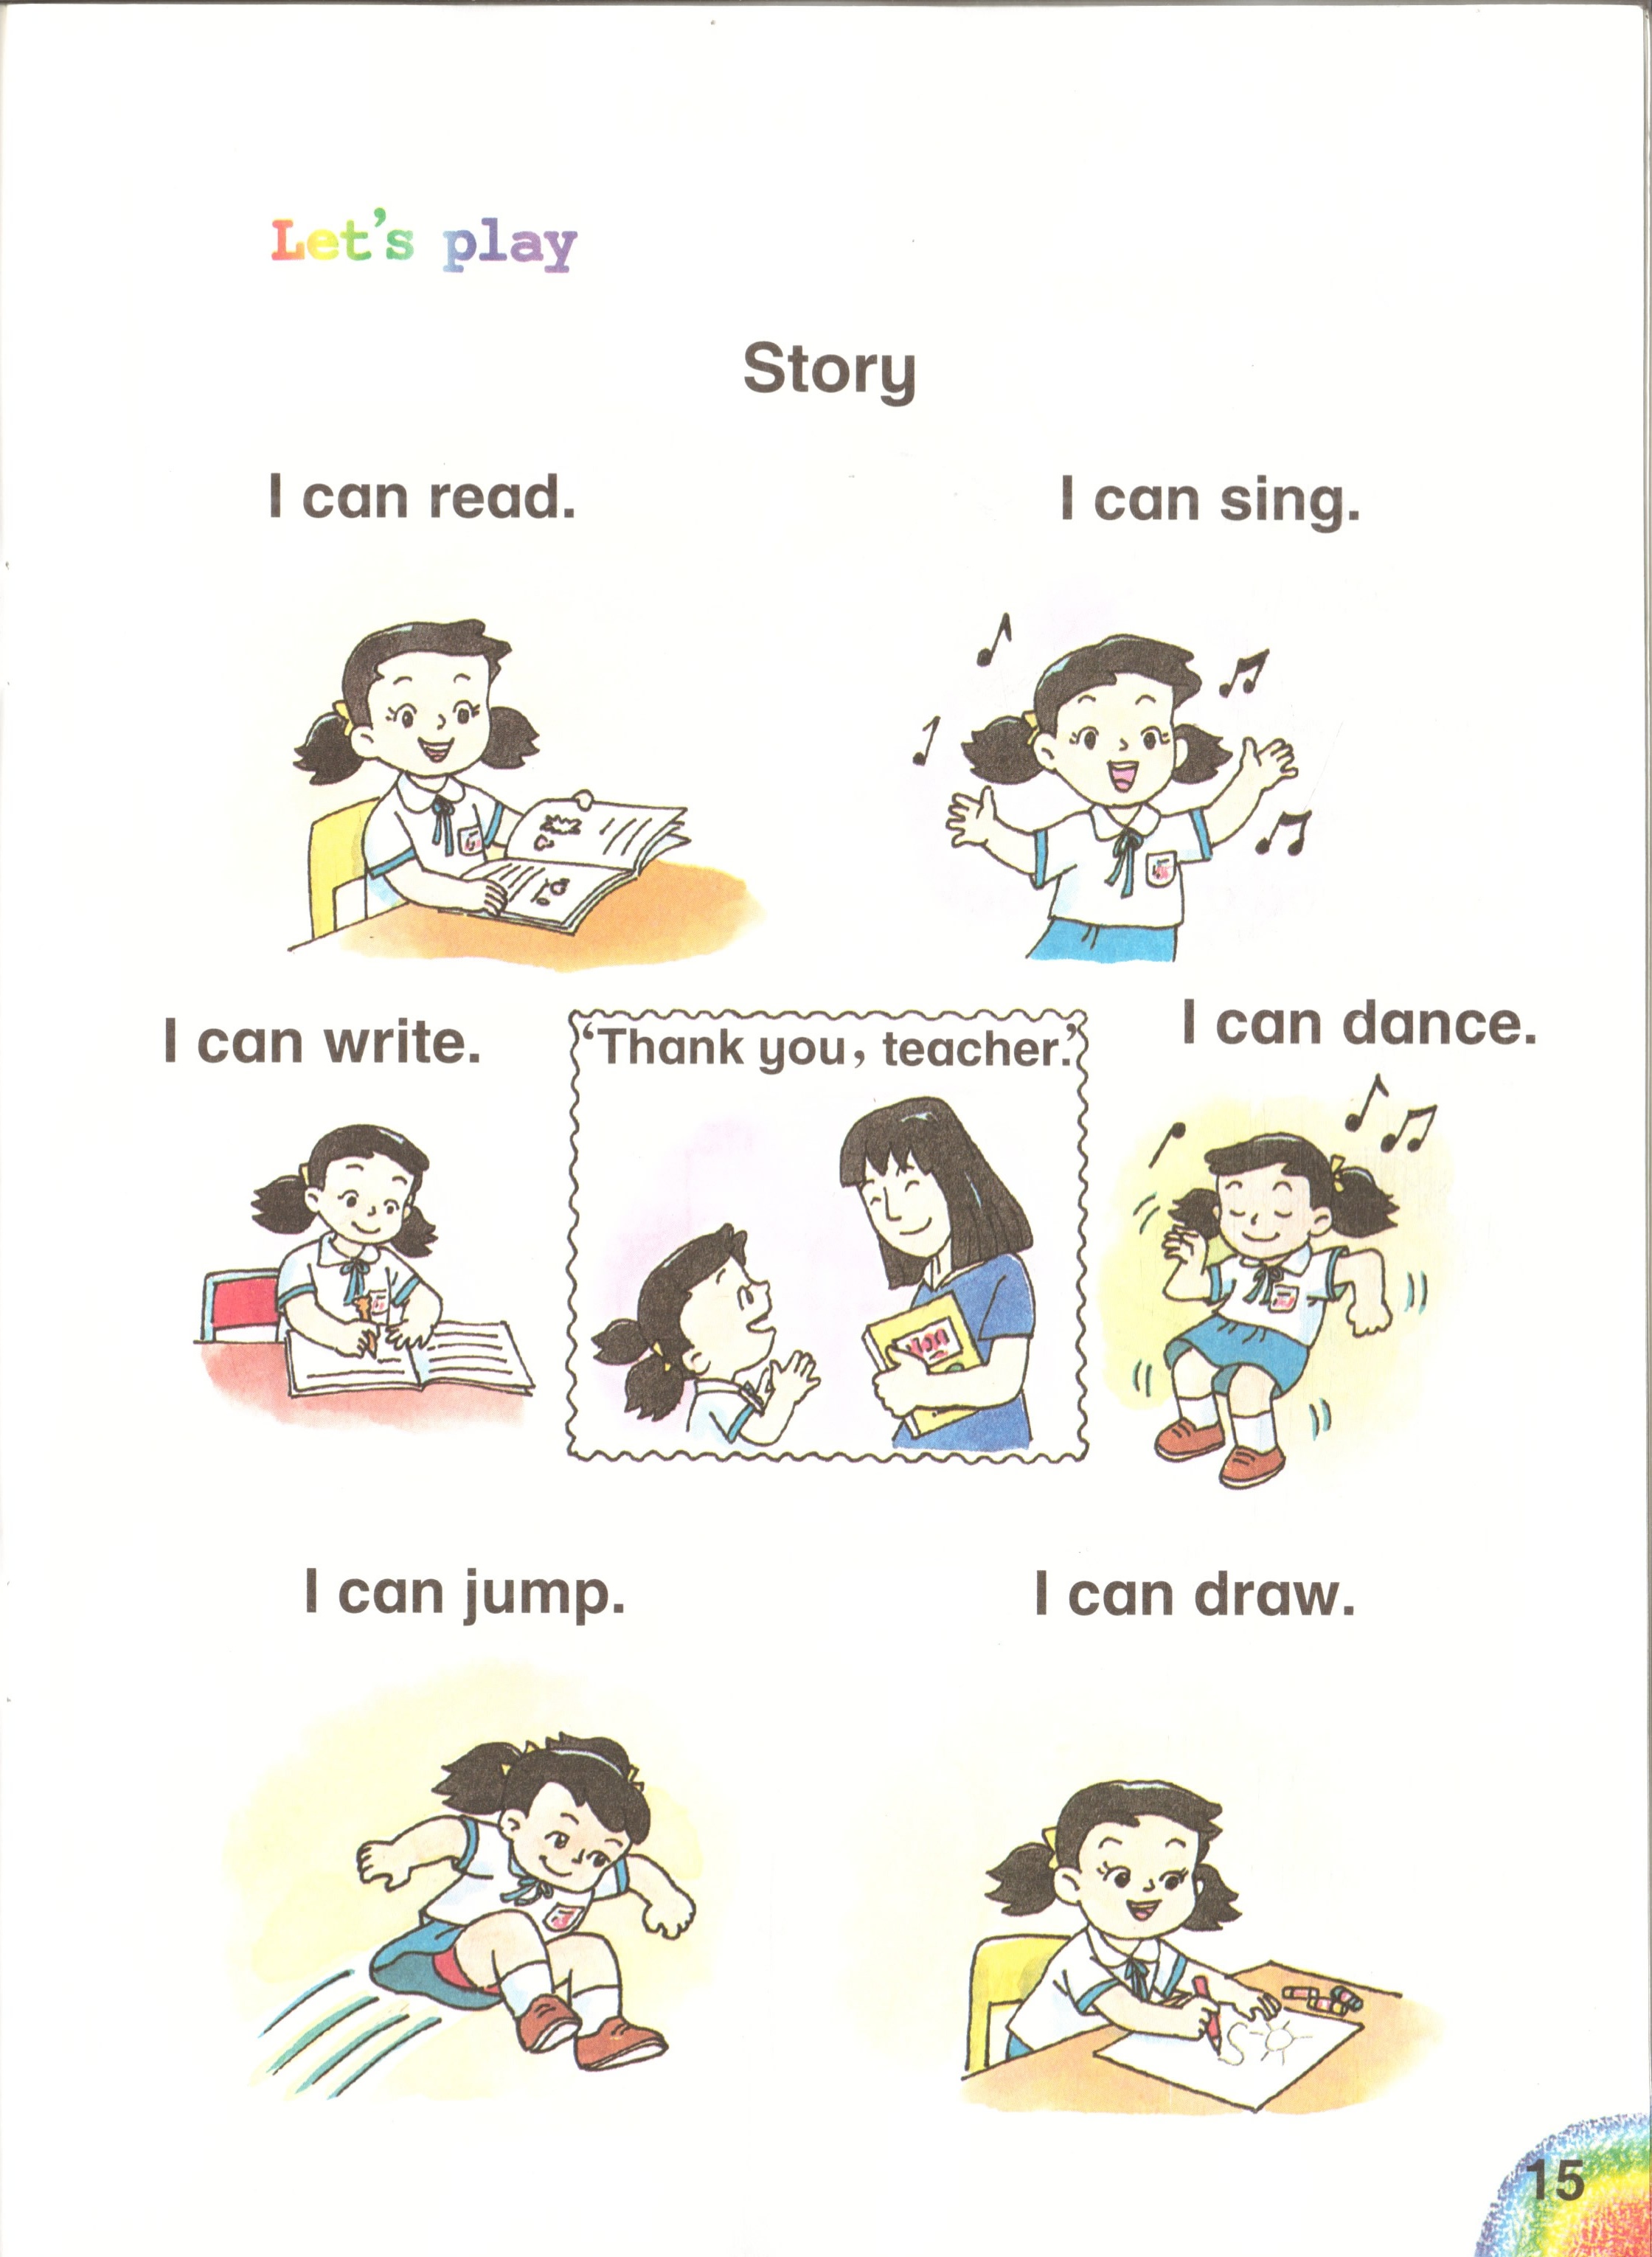 Let's play
Story
I can read.
I can sing.
I can write.
‘Thank you, teacher.’
I can dance.
I can jump.
I can draw.
15